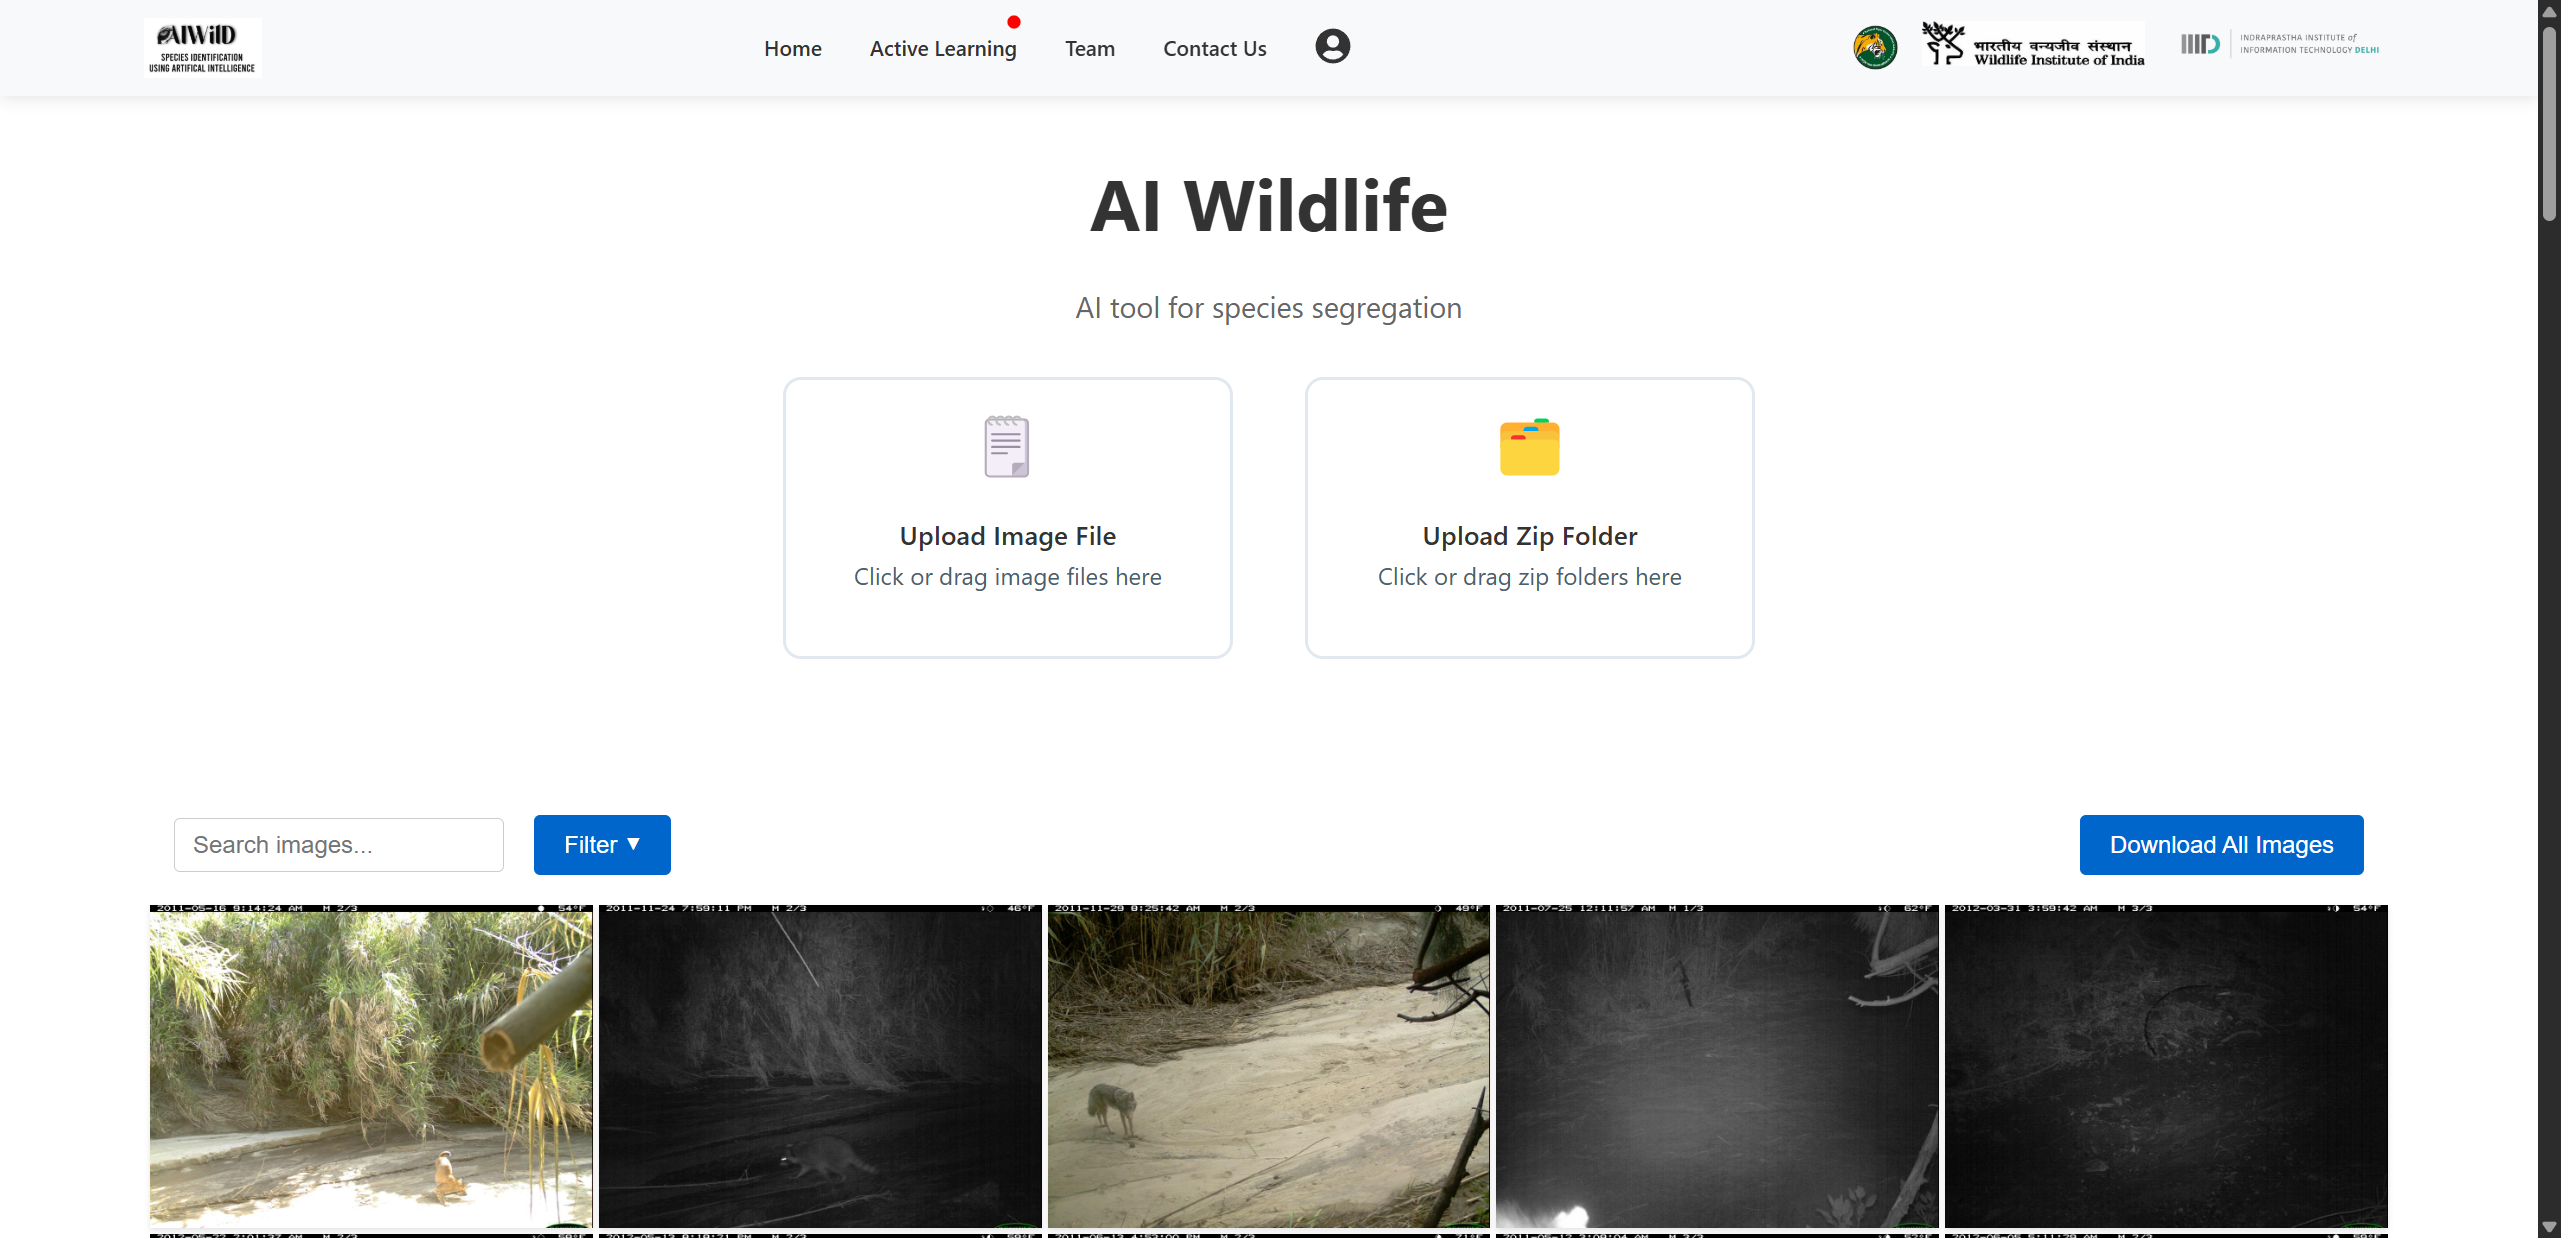 AIWilD
SPECIES IDENTIFICATION
USING ARTIFICAL INTELLIGENCE
Home
Active Learning
Team
Contact Us
भारतीय वन्यजीव संस्थान
Wildlife Institute of India
IIITD
INDRAPRASTHA INSTITUTE of
INFORMATION TECHNOLOGY DELHI
AI Wildlife
AI tool for species segregation
Upload Image File
Click or drag image files here
Upload Zip Folder
Click or drag zip folders here
Search images...
Filter ▼
Download All Images
2011-05-16 9:14:24 AM M 2/3 54°F
2011-11-24 7:59:11 PM M 2/3 46°F
2011-11-29 8:25:42 AM M 2/3 49°F
2011-07-25 12:11:57 AM M 1/3 62°F
2012-03-31 3:59:42 AM M 3/3 54°F